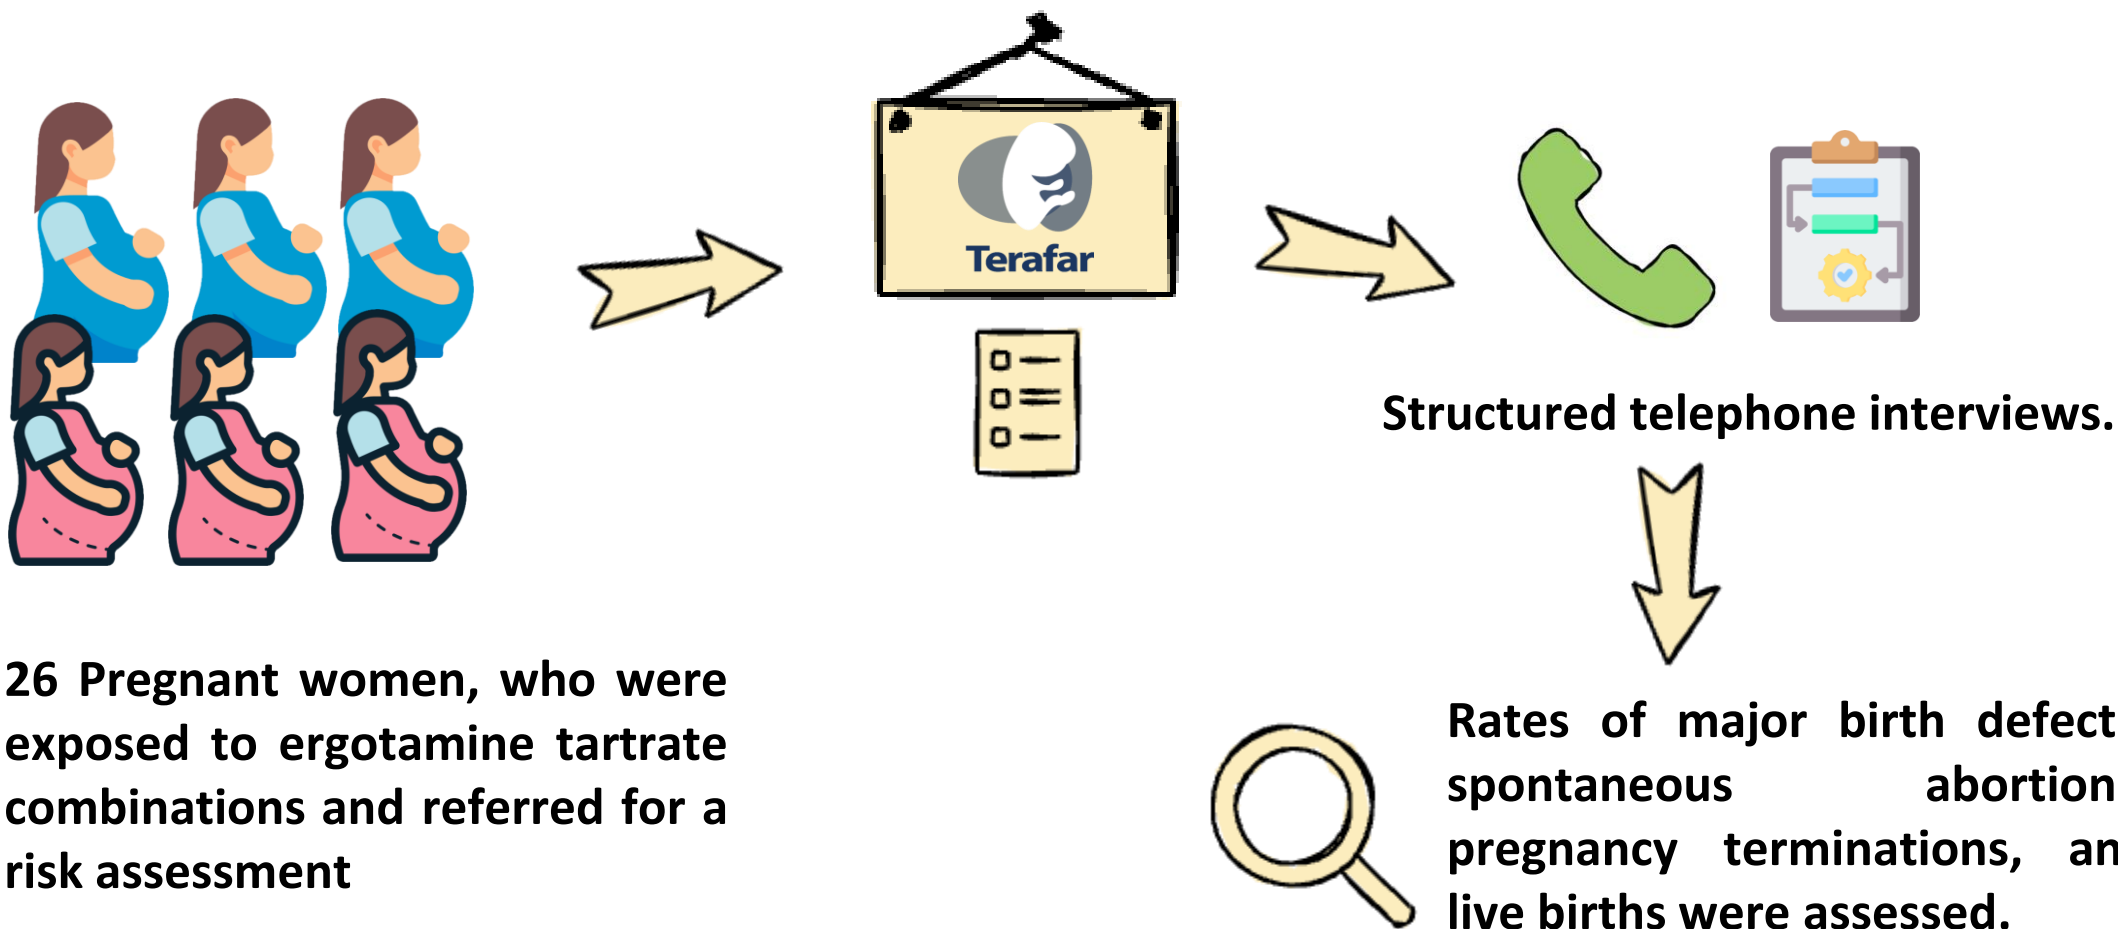 Terafar
Structured telephone interviews.
26 Pregnant women, who were
exposed to ergotamine tartrate
combinations and referred for a
risk assessment
Rates of major birth defect
spontaneous abortion
pregnancy terminations, an
live births were assessed.